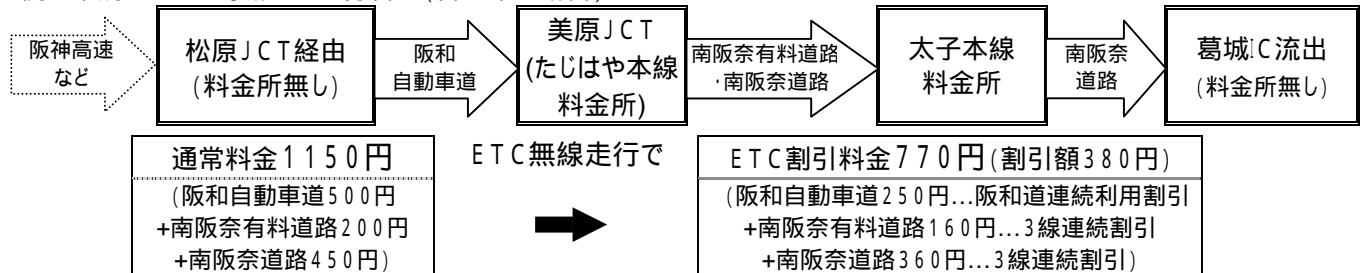 阪神高速
など
松原JCT経由
(料金所無し)
阪和
自動車道
美原JCT
(たじはや本線
料金所)
南阪奈有料道路
・南阪奈道路
太子本線
料金所
南阪奈
道路
葛城IC流出
(料金所無し)
通常料金1150円
(阪和自動車道500円
+南阪奈有料道路200円
+南阪奈道路450円)
ETC無線走行で
ETC割引料金770円(割引額380円)
(阪和自動車道250円…阪和道連続利用割引
+南阪奈有料道路160円…3線連続割引
+南阪奈道路360円…3線連続割引)